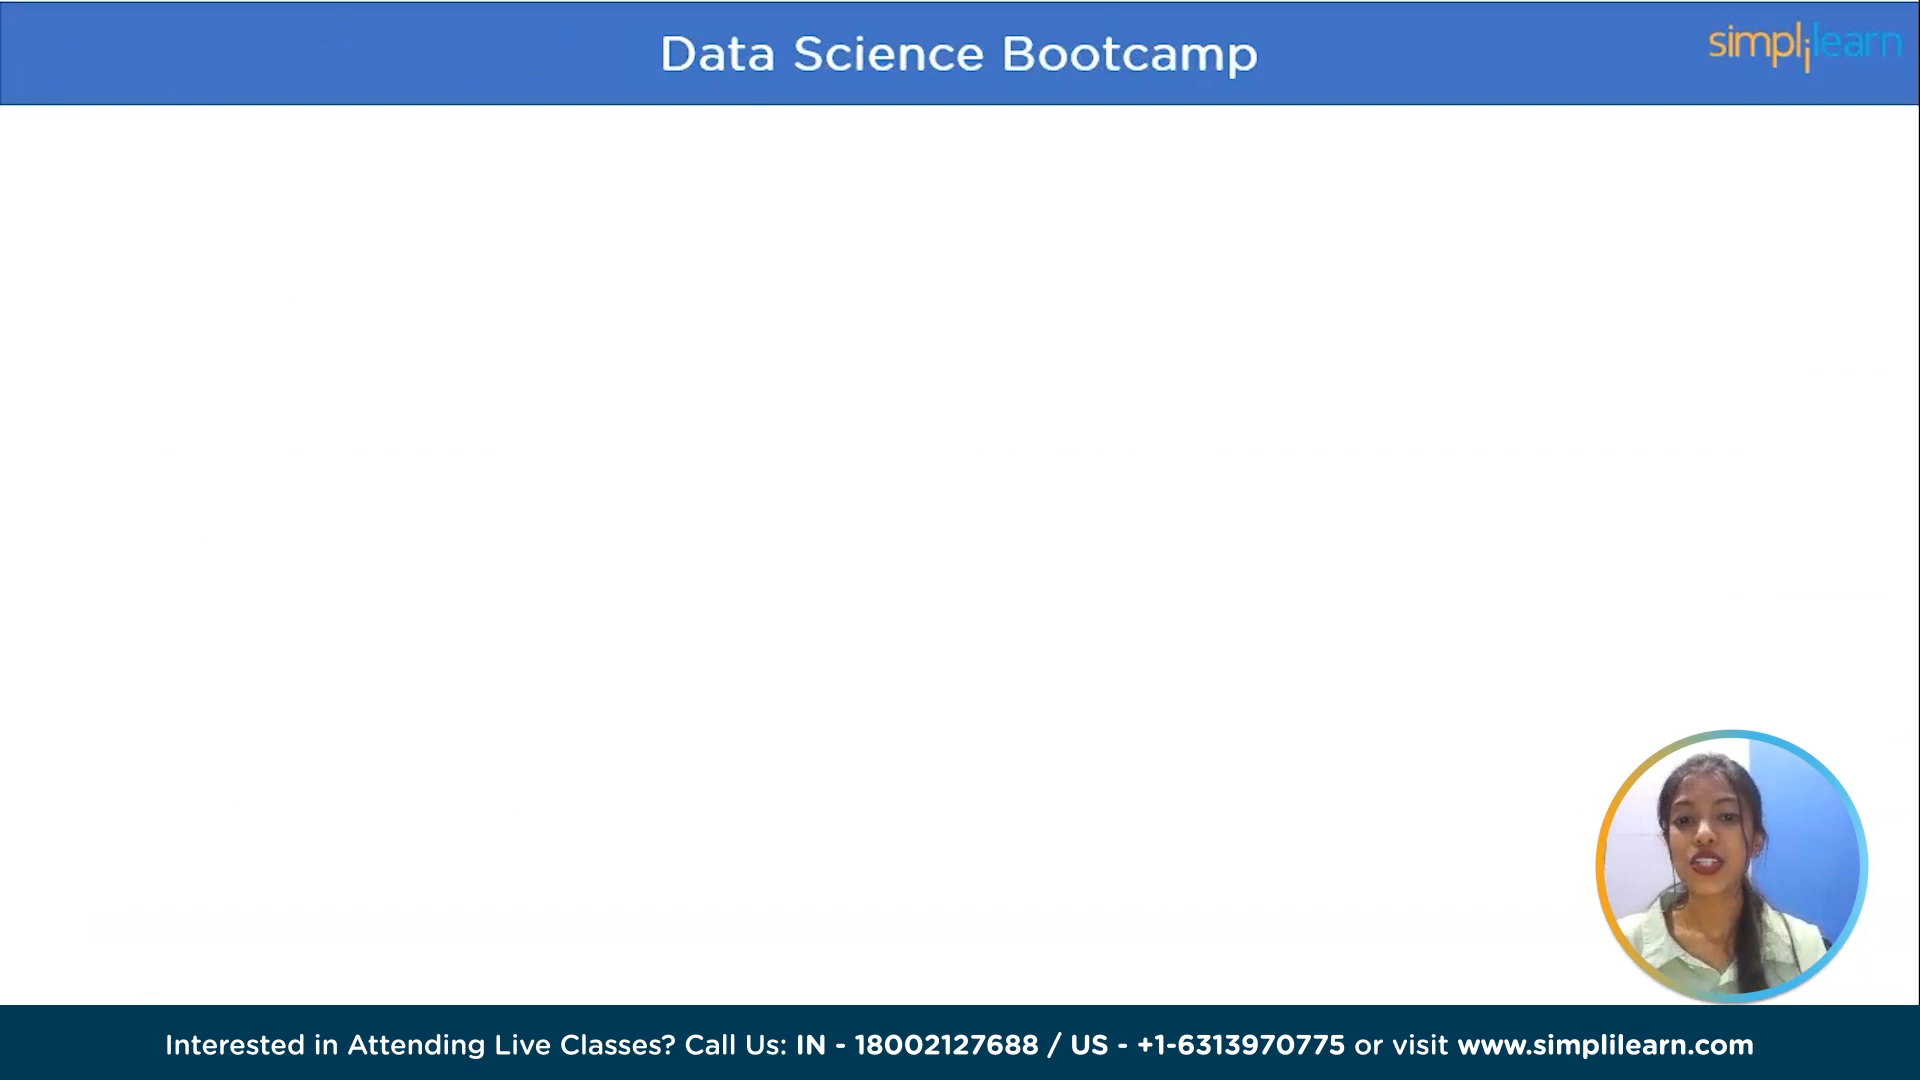 Data Science Bootcamp
simplilearn
Interested in Attending Live Classes? Call Us: IN - 18002127688 / US - +1-6313970775 or visit www.simplilearn.com